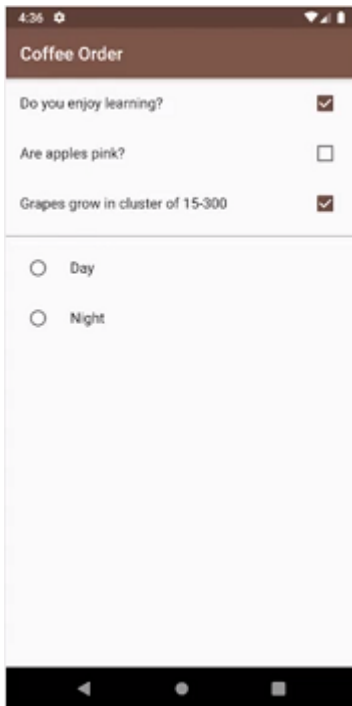 4:36
Coffee Order
Do you enjoy learning?
Are apples pink?
Grapes grow in cluster of 15-300
Day
Night